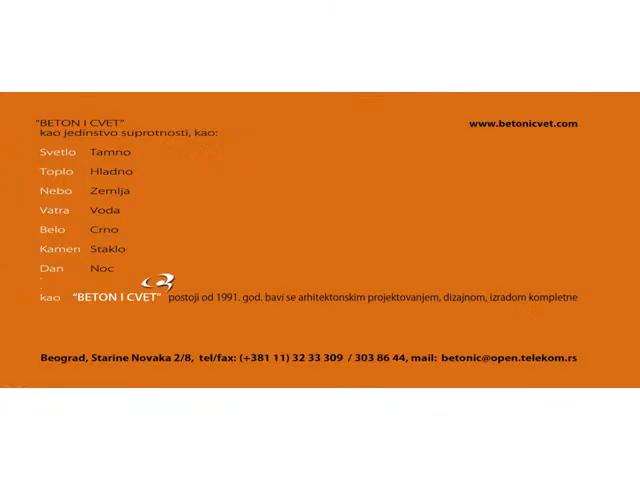 "BETON I CVET" www.betonicvet.com
kao jedinstvo suprotnosti, kao:
Svetlo Tamno
Toplo Hladno
Nebo Zemlja
Vatra Voda
Belo Crno
Kamen Staklo
Dan Noc
.
:
kao "BETON I CVET" postoji od 1991. god. bavi se arhitektonskim projektovanjem, dizajnom, izradom kompletne
Beograd, Starine Novaka 2/8, tel/fax: (+381 11) 32 33 309 / 303 86 44, mail: betonic@open.telekom.rs